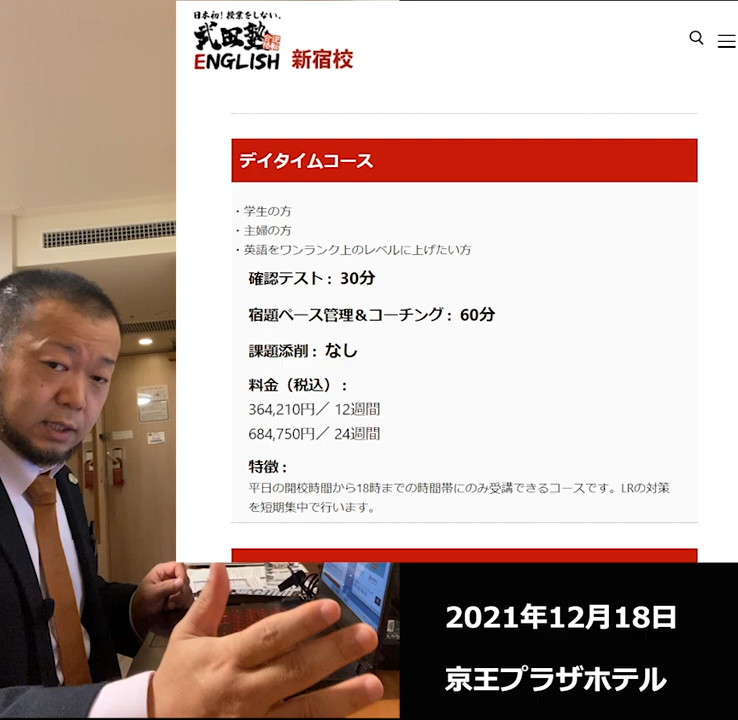 日本初！授業をしない。
武田塾
逆転合格
ENGLISH 新宿校
デイタイムコース
・学生の方
・主婦の方
・英語をワンランク上のレベルに上げたい方
確認テスト： 30分
宿題ペース管理＆コーチング： 60分
課題添削： なし
料金（税込）：
364,210円／ 12週間
684,750円／ 24週間
特徴：
平日の開校時間から18時までの時間帯にのみ受講できるコースです。LRの対策
を短期集中で行います。
2021年12月18日
京王プラザホテル